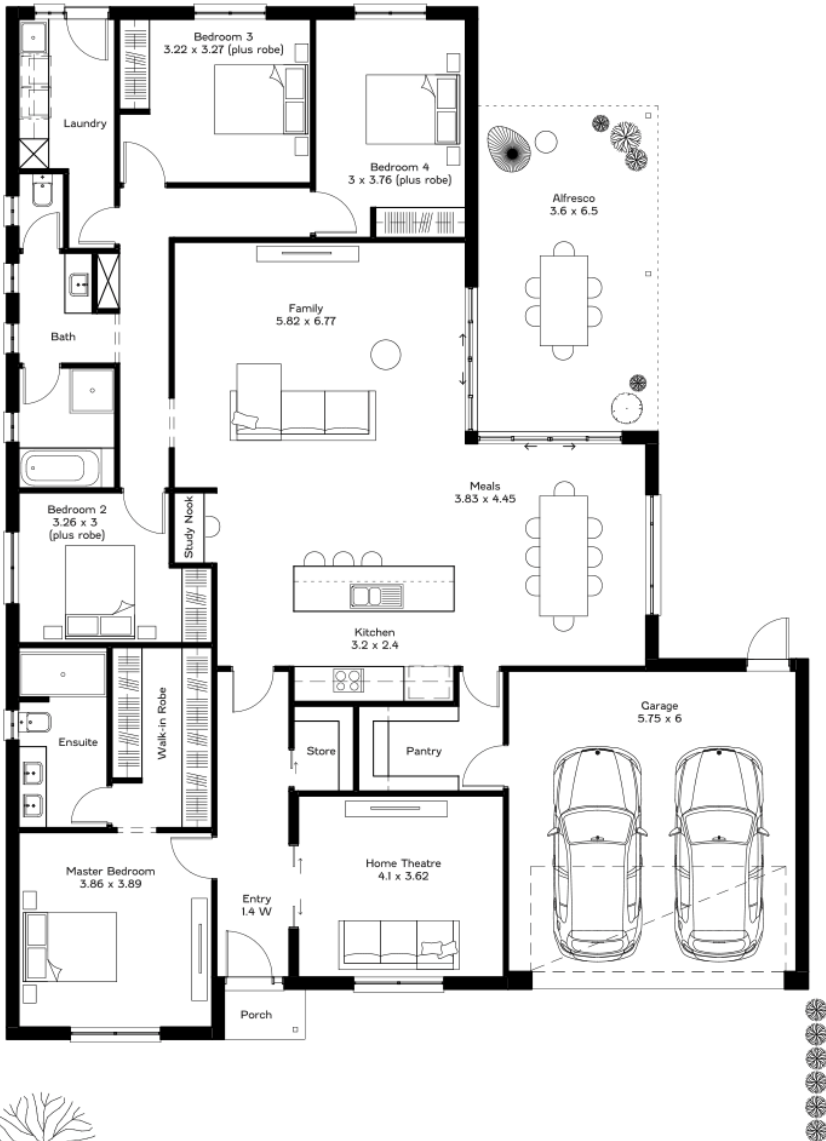 Bedroom 3
3.22 x 3.27 (plus robe)
Laundry
Bedroom 4
3 x 3.76 (plus robe)
Alfresco
3.6 x 6.5
Family
5.82 x 6.77
Bath
Meals
3.83 x 4.45
Bedroom 2
3.26 x 3
(plus robe)
Study Nook
Kitchen
3.2 x 2.4
Walk-in Robe
Ensuite
Store
Pantry
Garage
5.75 x 6
Master Bedroom
3.86 x 3.89
Home Theatre
4.1 x 3.62
Entry
1.4 W
Porch